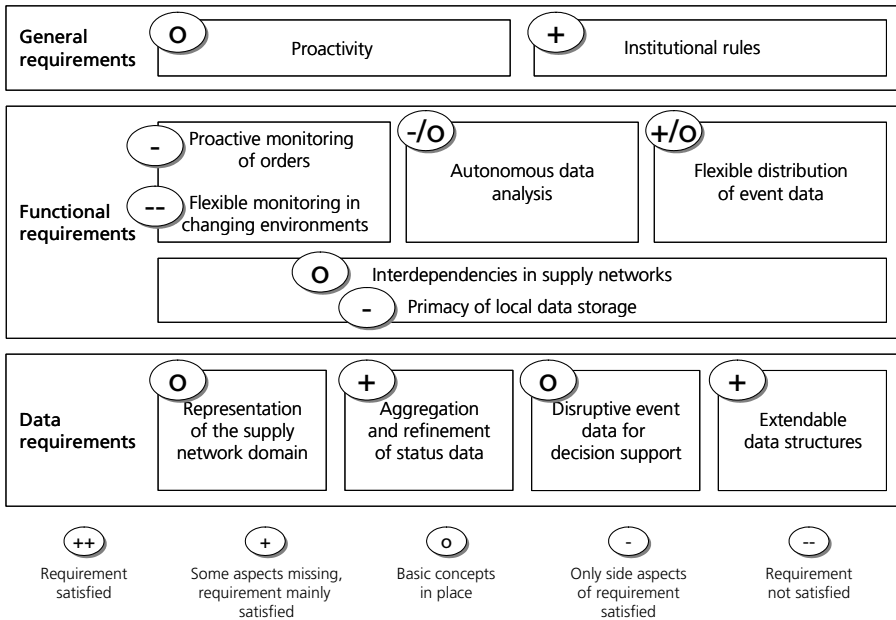 General
requirements
o
Proactivity
+
Institutional rules
Functional
requirements
-
Proactive monitoring
of orders
--
Flexible monitoring in
changing environments
-/o
Autonomous data
analysis
+/o
Flexible distribution
of event data
o
Interdependencies in supply networks
-
Primacy of local data storage
Data
requirements
o
Representation
of the supply
network domain
+
Aggregation
and refinement
of status data
o
Disruptive event
data for
decision support
+
Extendable
data structures
++
Requirement
satisfied
+
Some aspects missing,
requirement mainly
satisfied
o
Basic concepts
in place
-
Only side aspects
of requirement
satisfied
--
Requirement
not satisfied